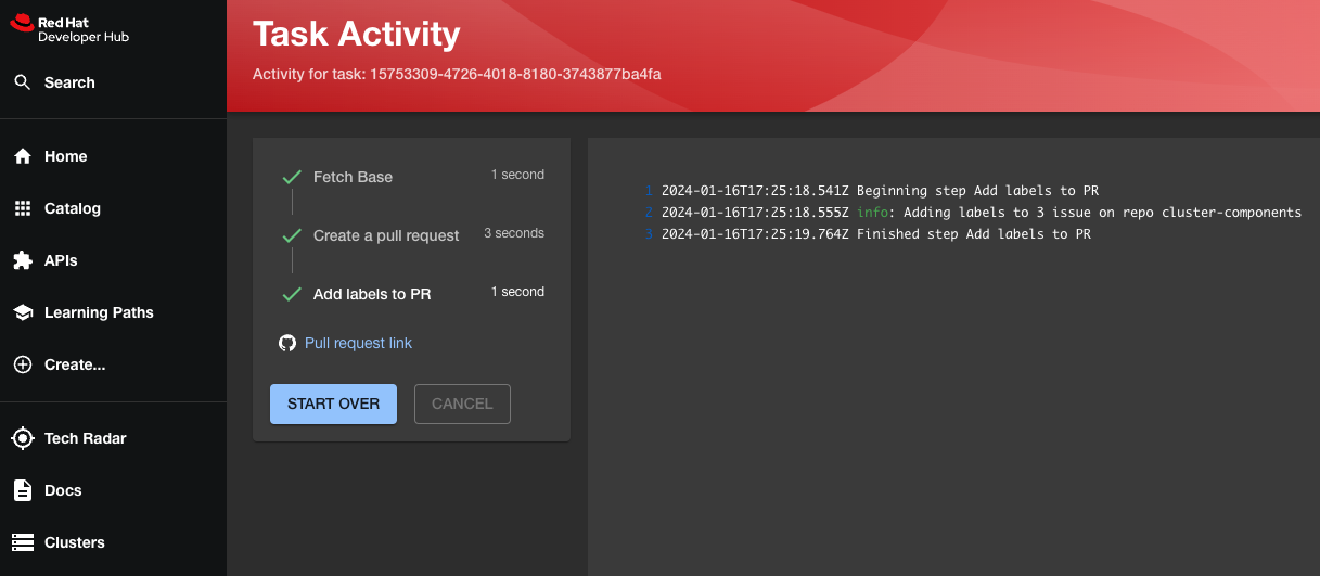 Red Hat
Developer Hub
Search
Home
Catalog
APIs
Learning Paths
Create...
Tech Radar
Docs
Clusters
Task Activity
Activity for task: 15753309-4726-4018-8180-3743877ba4fa
Fetch Base 1 second
Create a pull request 3 seconds
Add labels to PR 1 second
Pull request link
START OVER CANCEL
1 2024-01-16T17:25:18.541Z Beginning step Add labels to PR
2 2024-01-16T17:25:18.555Z info: Adding labels to 3 issue on repo cluster-components
3 2024-01-16T17:25:19.764Z Finished step Add labels to PR